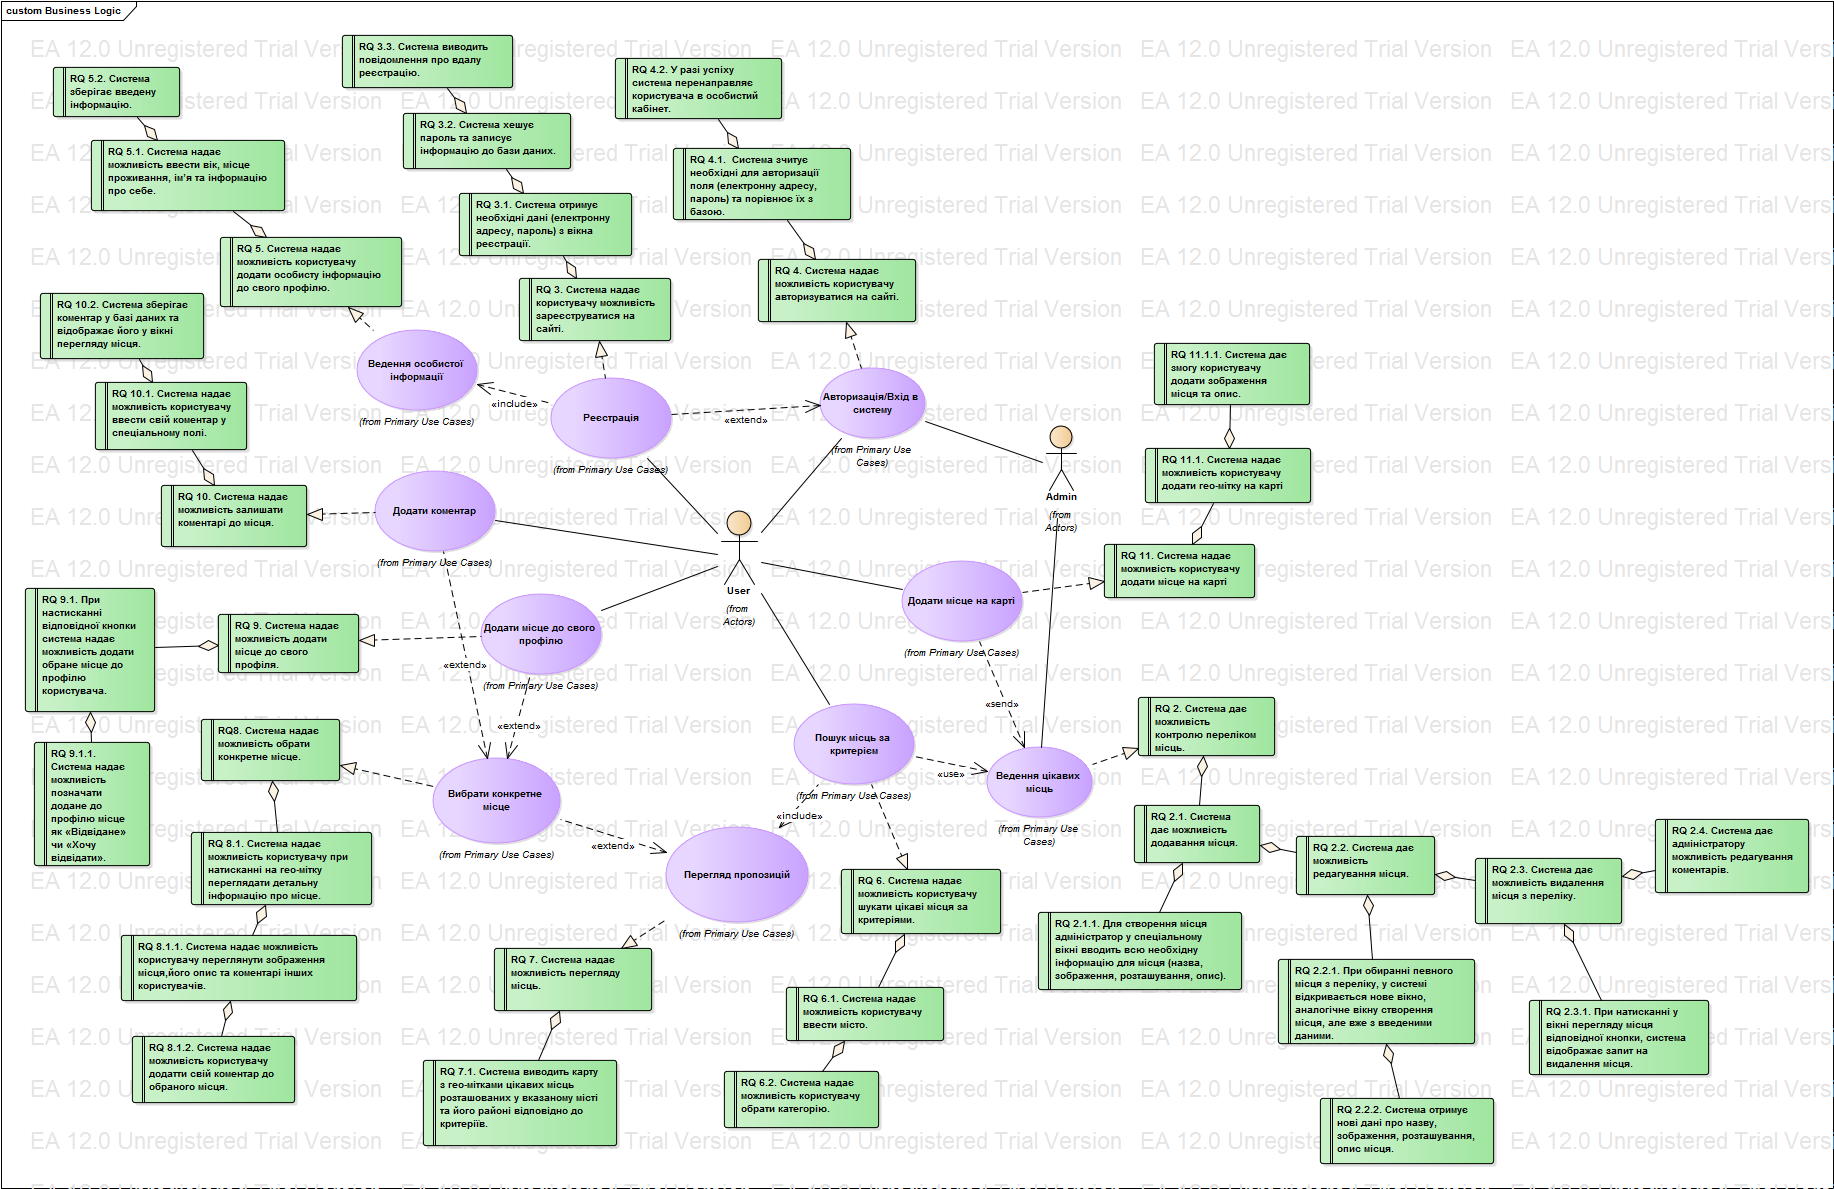 custom Business Logic
EA 12.0 Unregistered Trial Version
RQ 5.2. Система
зберігає введену
інформацію.
RQ 5.1. Система надає
можливість ввести вік, місце
проживання, ім'я та інформацію
про себе.
RQ 5. Система надає
можливість користувачу
додати особисту інформацію
до свого профілю.
RQ 3.3. Система виводить
повідомлення про вдалу
реєстрацію.
RQ 3.2. Система хешує
пароль та записує
інформацію до бази даних.
RQ 3.1. Система отримує
необхідні дані (електронну
адресу, пароль) з вікна
реєстрації.
RQ 3. Система надає
користувачу можливість
зареєструватися на
сайті.
RQ 4.2. У разі успіху
система перенаправляє
користувача в особистий
кабінет.
RQ 4.1. Система зчитує
необхідні для авторизації
поля (електронну адресу,
пароль) та порівнює їх з
базою.
RQ 4. Система надає
можливість користувачу
авторизуватися на сайті.
RQ 10.2. Система зберігає
коментар у базі даних та
відображає його у вікні
перегляду місця.
RQ 10.1. Система надає
можливість користувачу
ввести свій коментар у
спеціальному полі.
RQ 10. Система надає
можливість залишати
коментарі до місця.
Ведення особистої
інформації
(from Primary Use Cases)
«include»
Реєстрація
(from Primary Use Cases)
«extend»
Авторизація/Вхід в
систему
(from Primary Use
Cases)
Admin
(from
Actors)
RQ 11.1.1. Система дає
змогу користувачу
додати зображення
місця та опис.
RQ 11.1. Система надає
можливість користувачу
додати гео-мітку на карті
RQ 11. Система надає
можливість користувачу
додати місце на карті
Додати коментар
(from Primary Use Cases)
User
(from
Actors)
Додати місце на карті
(from Primary Use Cases)
RQ 9.1. При
настисканні
відповідної кнопки
система надає
можливість додати
обране місце до
профілю
користувача.
RQ 9. Система надає
можливість додати
місце до свого
профіля.
Додати місце до свого
профілю
(from Primary Use Cases)
«extend»
«extend»
«send»
RQ 9.1.1.
Система надає
можливість
позначати
додане до
профілю місце
як «Відвідане»
чи «Хочу
відвідати».
RQ8. Система надає
можливість обрати
конкретне місце.
Вибрати конкретне
місце
(from Primary Use Cases)
«extend»
Пошук місць за
критерієм
(from Primary Use Cases)
«use»
«include»
Ведення цікавих
місць
(from Primary Use
Cases)
RQ 2. Система дає
можливість
контролю переліком
місць.
RQ 2.1. Система
дає можливість
додавання місця.
RQ 2.2. Система дає
можливість
редагування місця.
RQ 2.3. Система дає
можливість видалення
місця з переліку.
RQ 2.4. Система дає
адміністратору
можливість редагування
коментарів.
RQ 8.1. Система надає
можливість користувачу при
натисканні на гео-мітку
переглядати детальну
інформацію про місце.
Перегляд пропозицій
(from Primary Use Cases)
RQ 6. Система надає
можливість користувачу
шукати цікаві місця за
критеріями.
RQ 2.1.1. Для створення місця
адміністратор у спеціальному
вікні вводить всю необхідну
інформацію для місця (назва,
зображення, розташування, опис).
RQ 8.1.1. Система надає можливість
користувачу переглянути зображення
місця,його опис та коментарі інших
користувачів.
RQ 7. Система надає
можливість перегляду
місць.
RQ 6.1. Система надає
можливість користувачу
ввести місто.
RQ 2.2.1. При обиранні певного
місця з переліку, у системі
відкривається нове вікно,
аналогічне вікну створення
місця, але вже з введеними
даними.
RQ 2.3.1. При натисканні у
вікні перегляду місця
відповідної кнопки, система
відображає запит на
видалення місця.
RQ 8.1.2. Система надає
можливість користувачу
додатти свій коментар до
обраного місця.
RQ 7.1. Система виводить карту
з гео-мітками цікавих місць
розташованих у вказаному місті
та його районі відповідно до
критеріїв.
RQ 6.2. Система надає
можливість користувачу
обрати категорію.
RQ 2.2.2. Система отримує
нові дані про назву,
зображення, розташування,
опис місця.